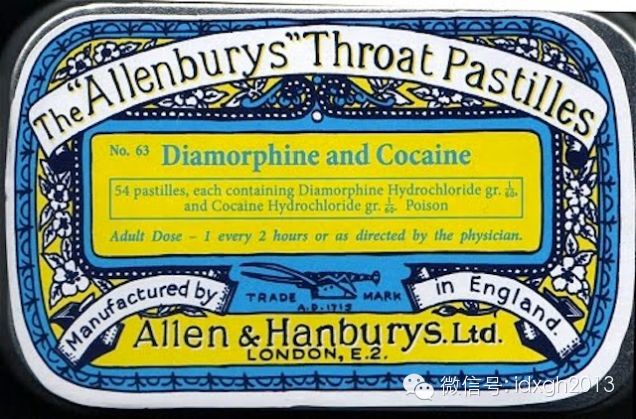 The "Allenburys" Throat Pastilles
No. 63 Diamorphine and Cocaine
54 pastilles, each containing Diamorphine Hydrochloride gr. 1/60,
and Cocaine Hydrochloride gr. 1/65. Poison
Adult Dose – 1 every 2 hours or as directed by the physician.
TRADE MARK
A.D. 1715
Manufactured by
in England.
Allen & Hanburys. Ltd.
LONDON, E.2.
微信号: idxgh2013